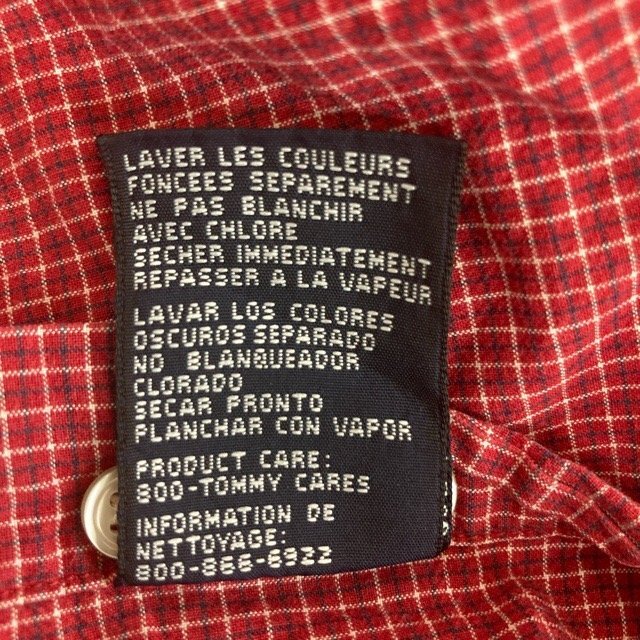 LAVER LES COULEURS
FONCEES SEPAREMENT
NE PAS BLANCHIR
AVEC CHLORE
SECHER IMMEDIATEMENT
REPASSER A LA VAPEUR
LAVAR LOS COLORES
OSCUROS SEPARADO
NO BLANQUEADOR
CLORADO
SECAR PRONTO
PLANCHAR CON VAPOR
PRODUCT CARE:
800-TOMMY CARES
INFORMATION DE
NETTOYAGE:
800-866-6922